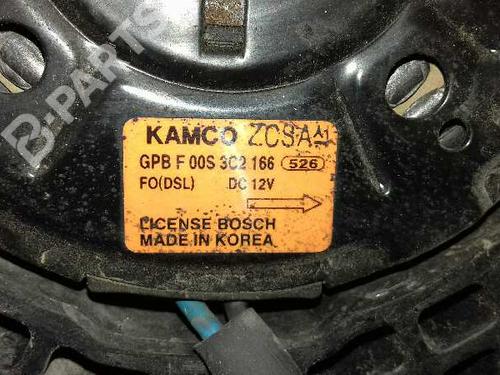 KAMCO ZCSA
GPB F 00S 3C2 166 526
FO(DSL) DC 12V
LICENSE BOSCH
MADE IN KOREA
B-PARTS